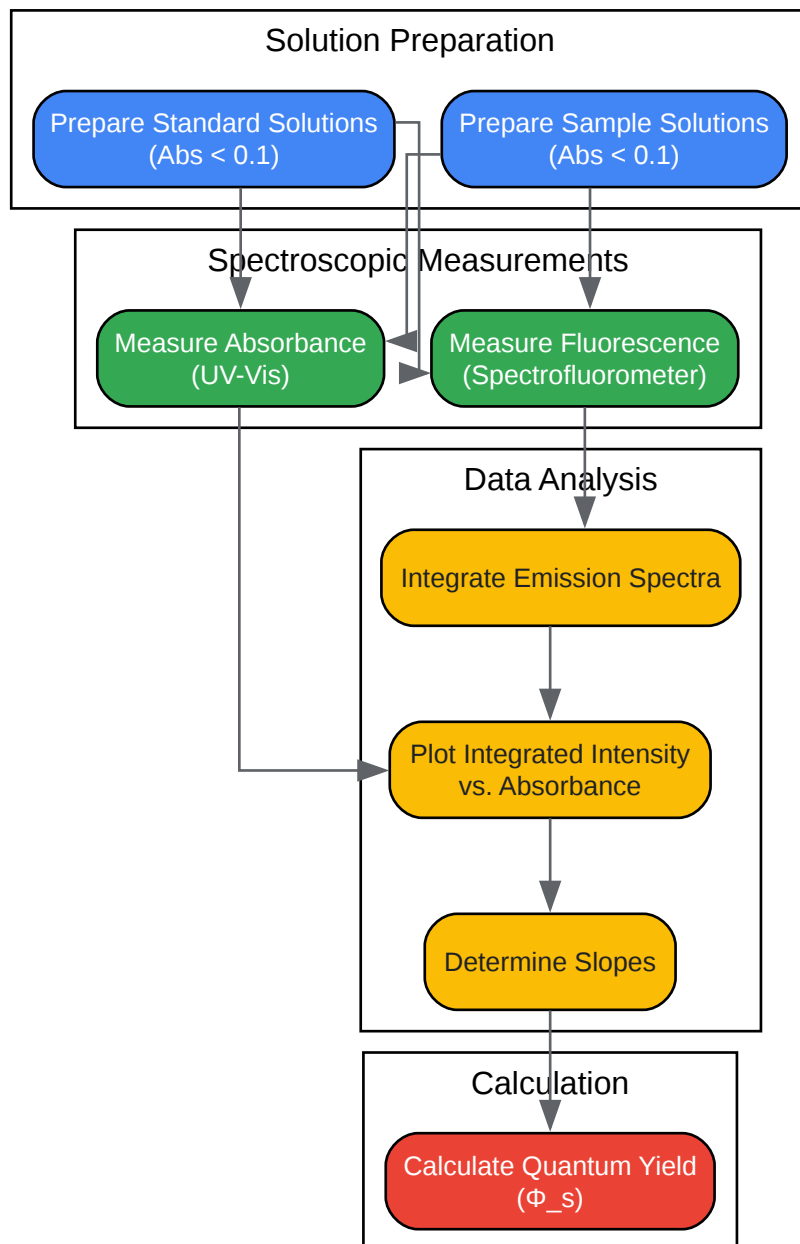 Solution Preparation
Prepare Standard Solutions
(Abs < 0.1)
Prepare Sample Solutions
(Abs < 0.1)
Spectroscopic Measurements
Measure Absorbance
(UV-Vis)
Measure Fluorescence
(Spectrofluorometer)
Data Analysis
Integrate Emission Spectra
Plot Integrated Intensity
vs. Absorbance
Determine Slopes
Calculation
Calculate Quantum Yield
(Φ_s)